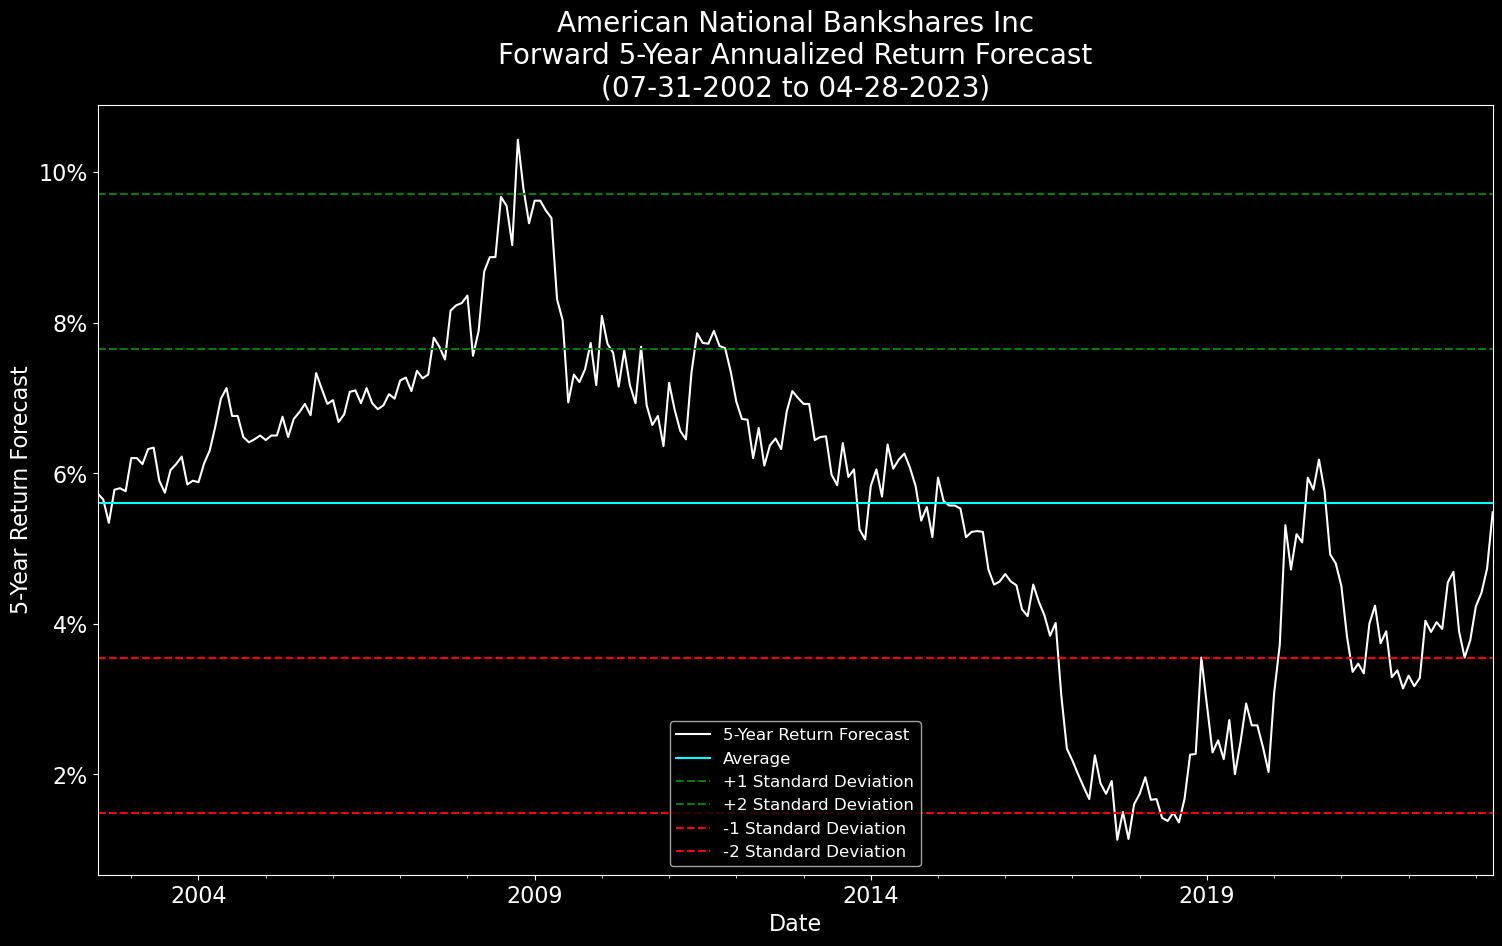 American National Bankshares Inc
Forward 5-Year Annualized Return Forecast
(07-31-2002 to 04-28-2023)
5-Year Return Forecast
10%
8%
6%
4%
2%
5-Year Return Forecast
Average
+1 Standard Deviation
+2 Standard Deviation
-1 Standard Deviation
-2 Standard Deviation
2004
2009
2014
2019
Date